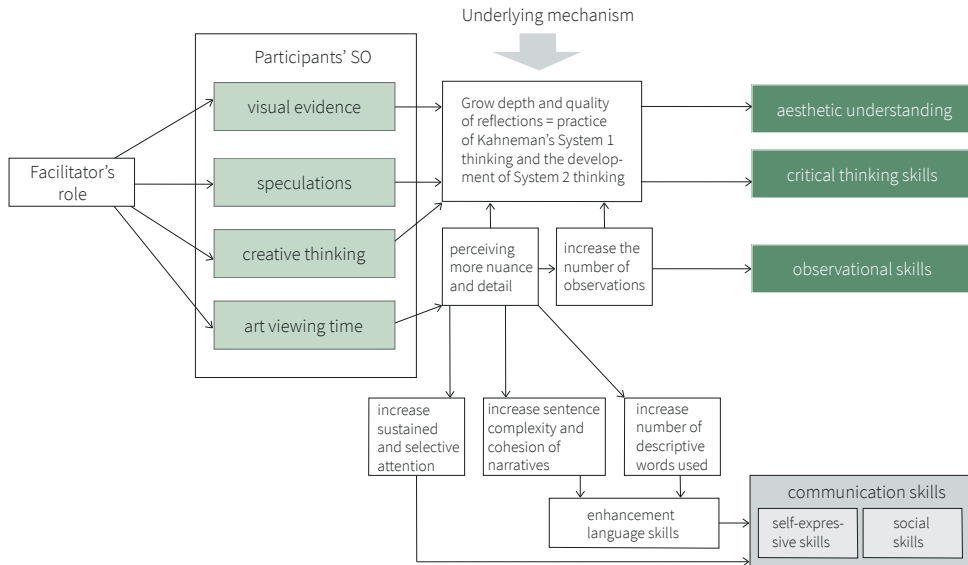 Underlying mechanism
Participants’ SO
visual evidence
speculations
creative thinking
art viewing time
Facilitator’s
role
Grow depth and quality
of reflections = practice
of Kahneman’s System 1
thinking and the develop-
ment of System 2 thinking
perceiving
more nuance
and detail
increase the
number of
observations
aesthetic understanding
critical thinking skills
observational skills
increase
sustained
and selective
attention
increase sentence
complexity and
cohesion of
narratives
increase
number of
descriptive
words used
enhancement
language skills
communication skills
self-expres-
sive skills
social
skills